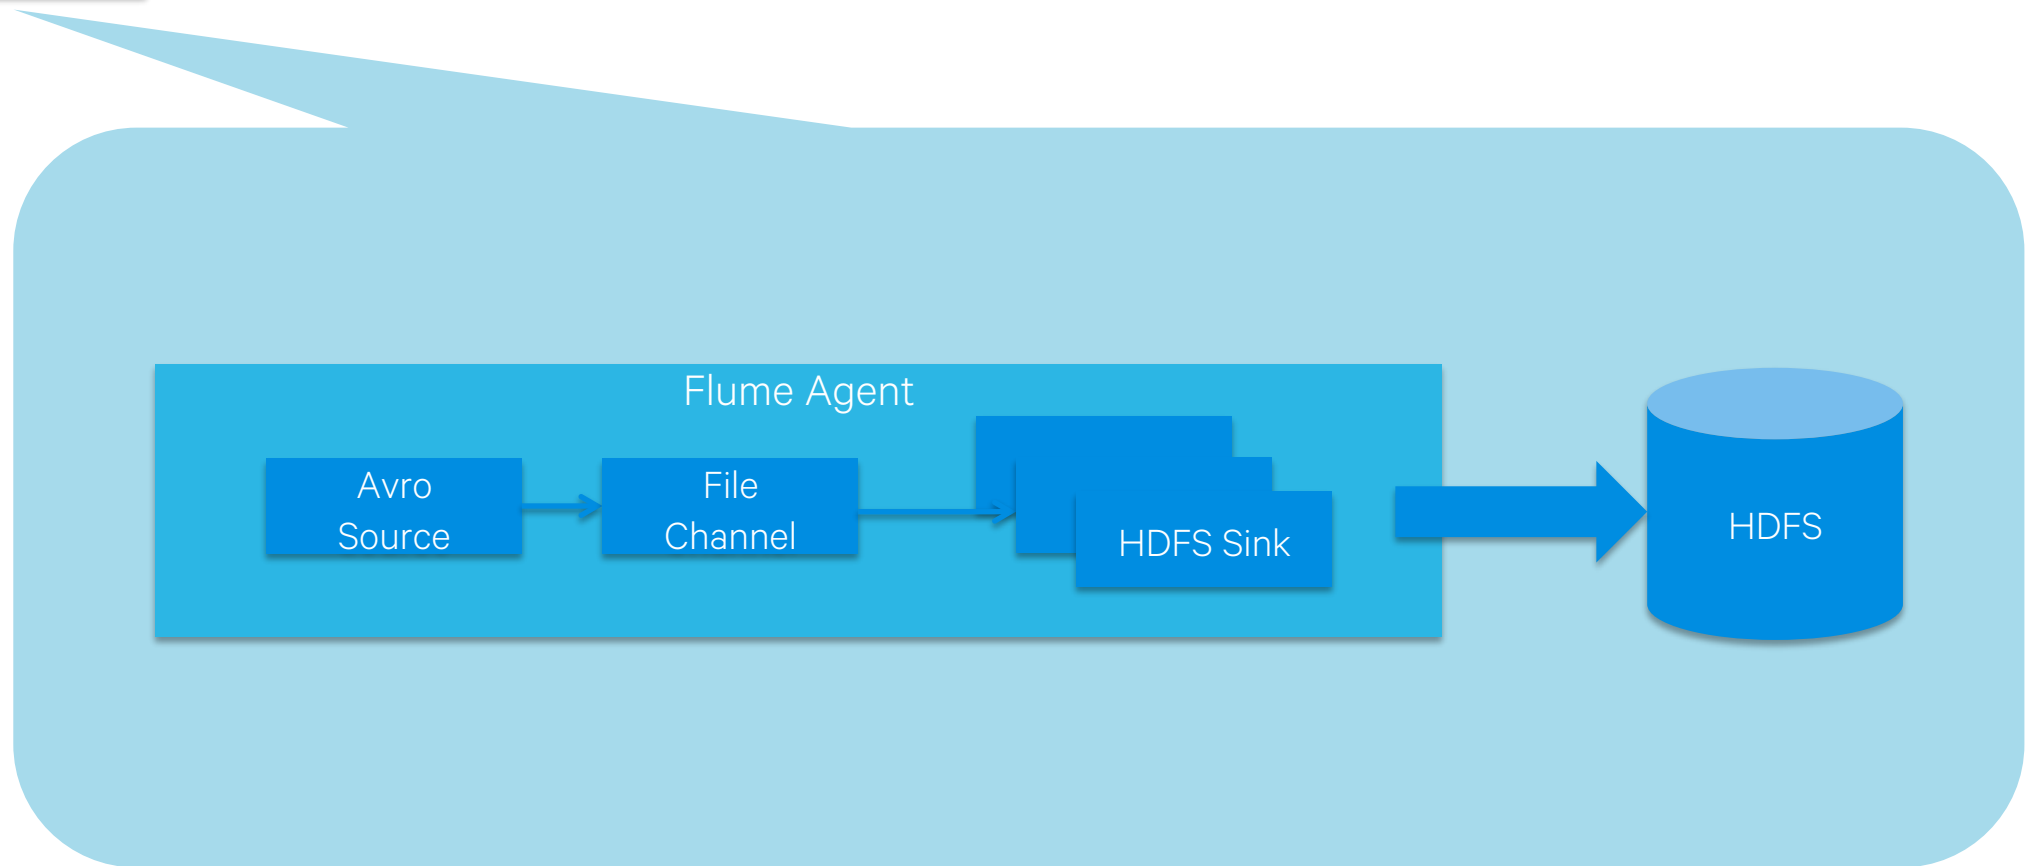 Flume Agent
Avro
Source
File
Channel
HDFS Sink
HDFS